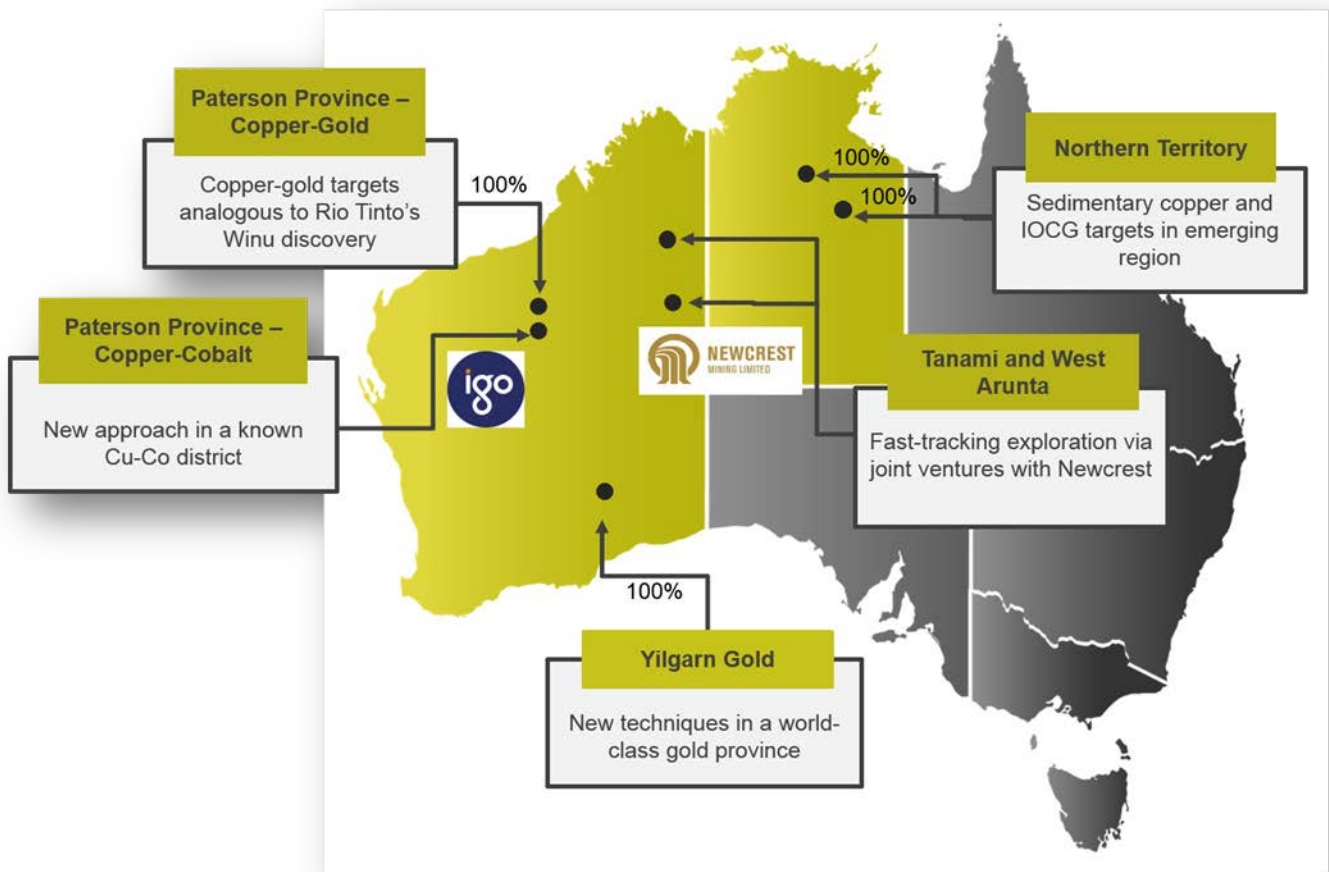 Paterson Province –
Copper-Gold
Copper-gold targets
analogous to Rio Tinto's
Winu discovery
100%
Paterson Province –
Copper-Cobalt
New approach in a known
Cu-Co district
igo
NEWCREST
MINING LIMITED
100%
100%
Northern Territory
Sedimentary copper and
IOCG targets in emerging
region
Tanami and West
Arunta
Fast-tracking exploration via
joint ventures with Newcrest
100%
Yilgarn Gold
New techniques in a world-
class gold province